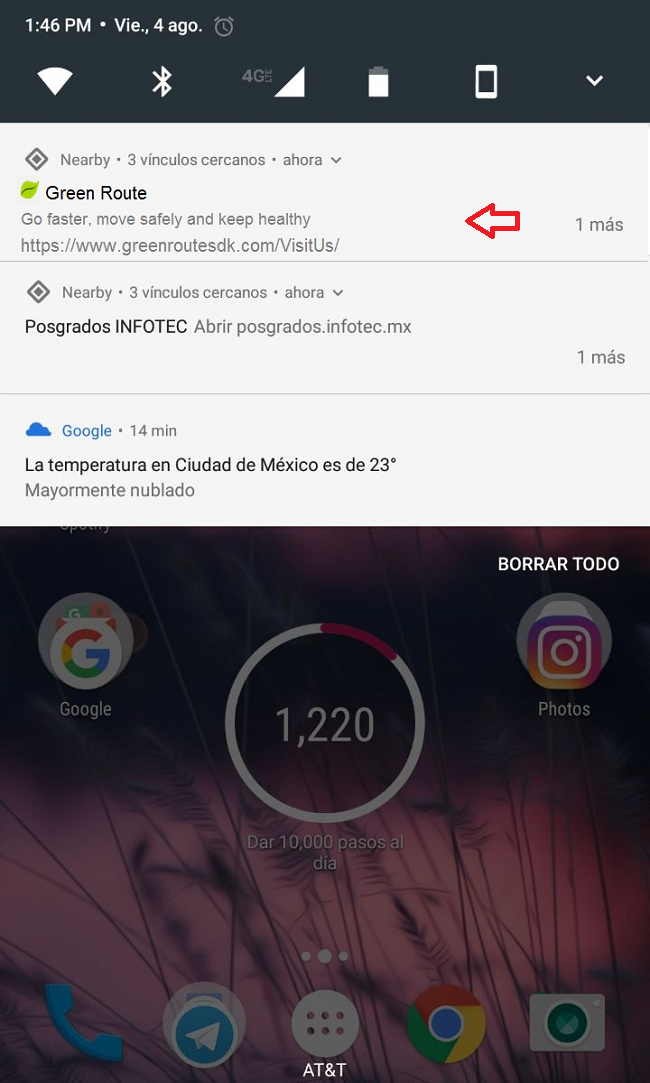 1:46 PM • Vie., 4 ago.
4G LTE
Nearby • 3 vínculos cercanos • ahora
Green Route
Go faster, move safely and keep healthy
1 más
https://www.greenroutesdk.com/VisitUs/
Nearby • 3 vínculos cercanos • ahora
Posgrados INFOTEC Abrir posgrados.infotec.mx
1 más
Google • 14 min
La temperatura en Ciudad de México es de 23°
Mayormente nublado
Spotify
BORRAR TODO
1,220
Google
Photos
Dar 10,000 pasos al
día
AT&T